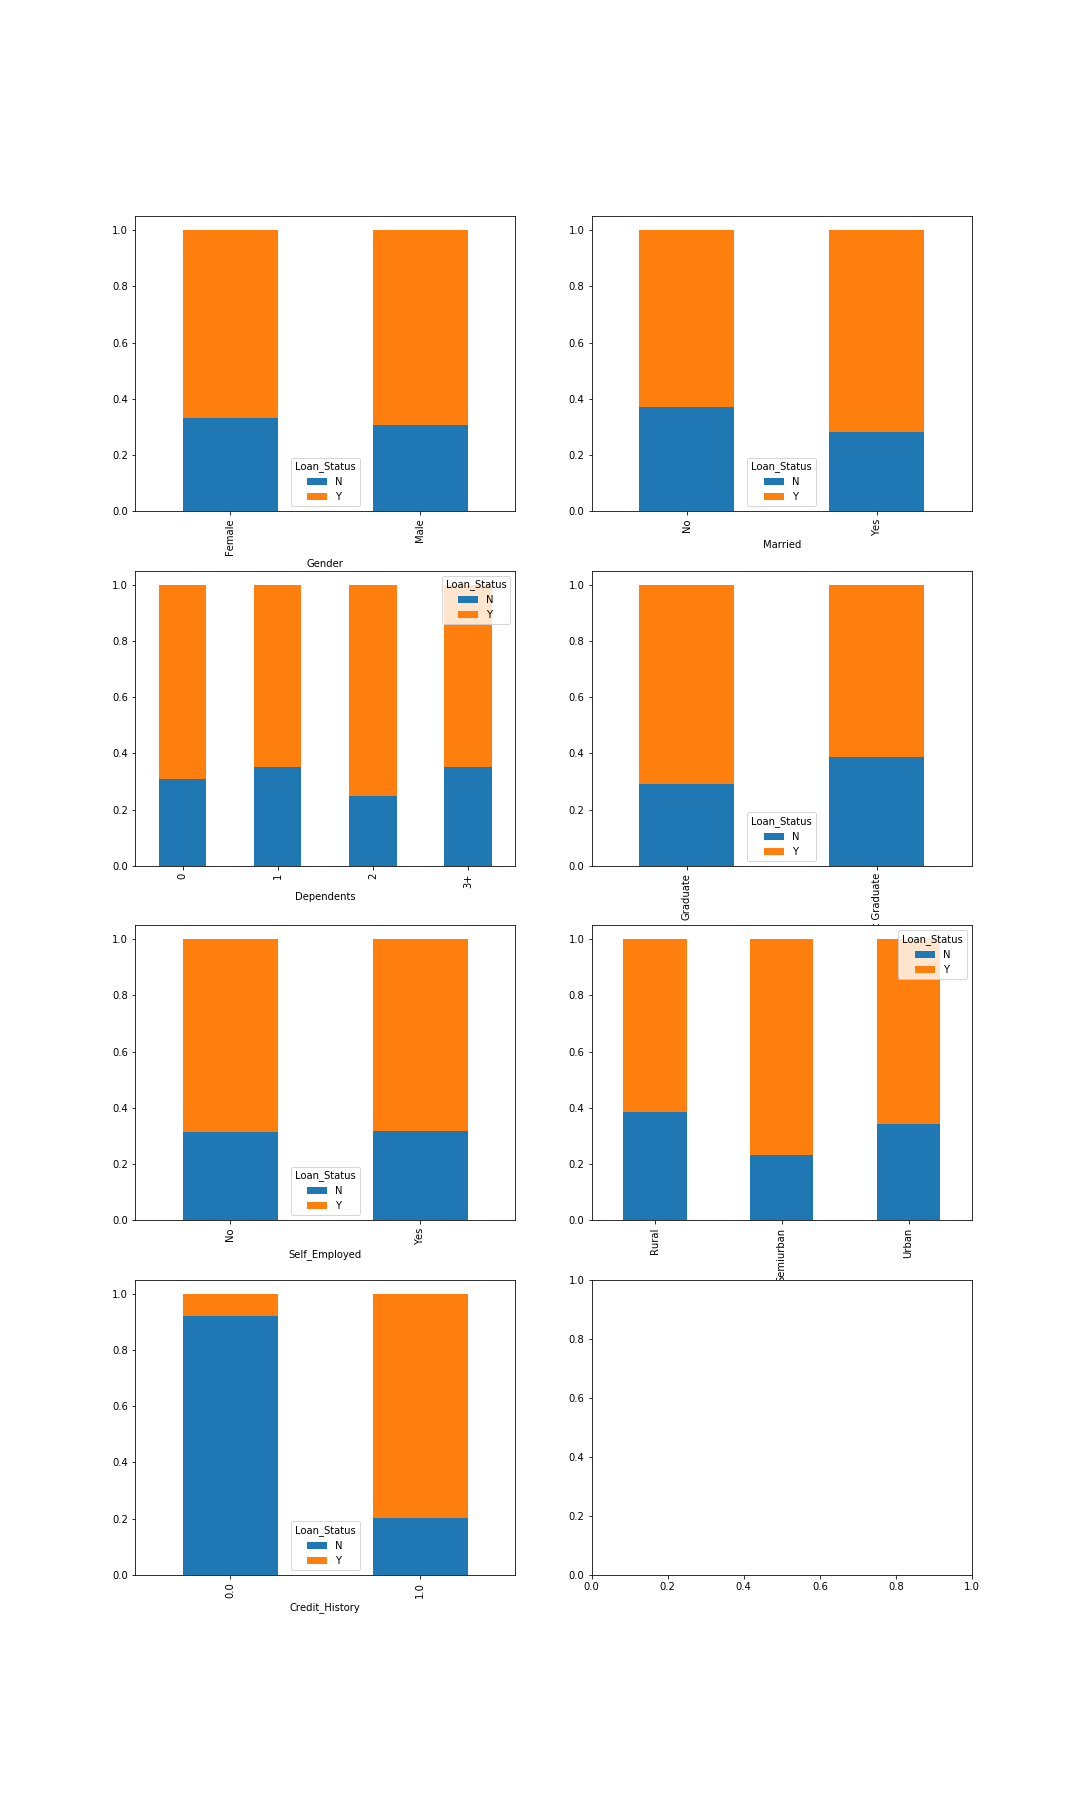 1.0
0.8
0.6
0.4
0.2
0.0
Loan_Status
N
Y
Female
Male
Gender
1.0
0.8
0.6
0.4
0.2
0.0
Loan_Status
N
Y
No
Yes
Married
1.0
0.8
0.6
0.4
0.2
0.0
Loan_Status
N
Y
0
1
2
3+
Dependents
1.0
0.8
0.6
0.4
0.2
0.0
Loan_Status
N
Y
Graduate
Graduate
1.0
0.8
0.6
0.4
0.2
0.0
Loan_Status
N
Y
No
Yes
Self_Employed
1.0
0.8
0.6
0.4
0.2
0.0
Loan_Status
N
Y
Rural
Semiurban
Urban
1.0
0.8
0.6
0.4
0.2
0.0
Loan_Status
N
Y
0.0
1.0
Credit_History
1.0
0.8
0.6
0.4
0.2
0.0
0.0 0.2 0.4 0.6 0.8 1.0